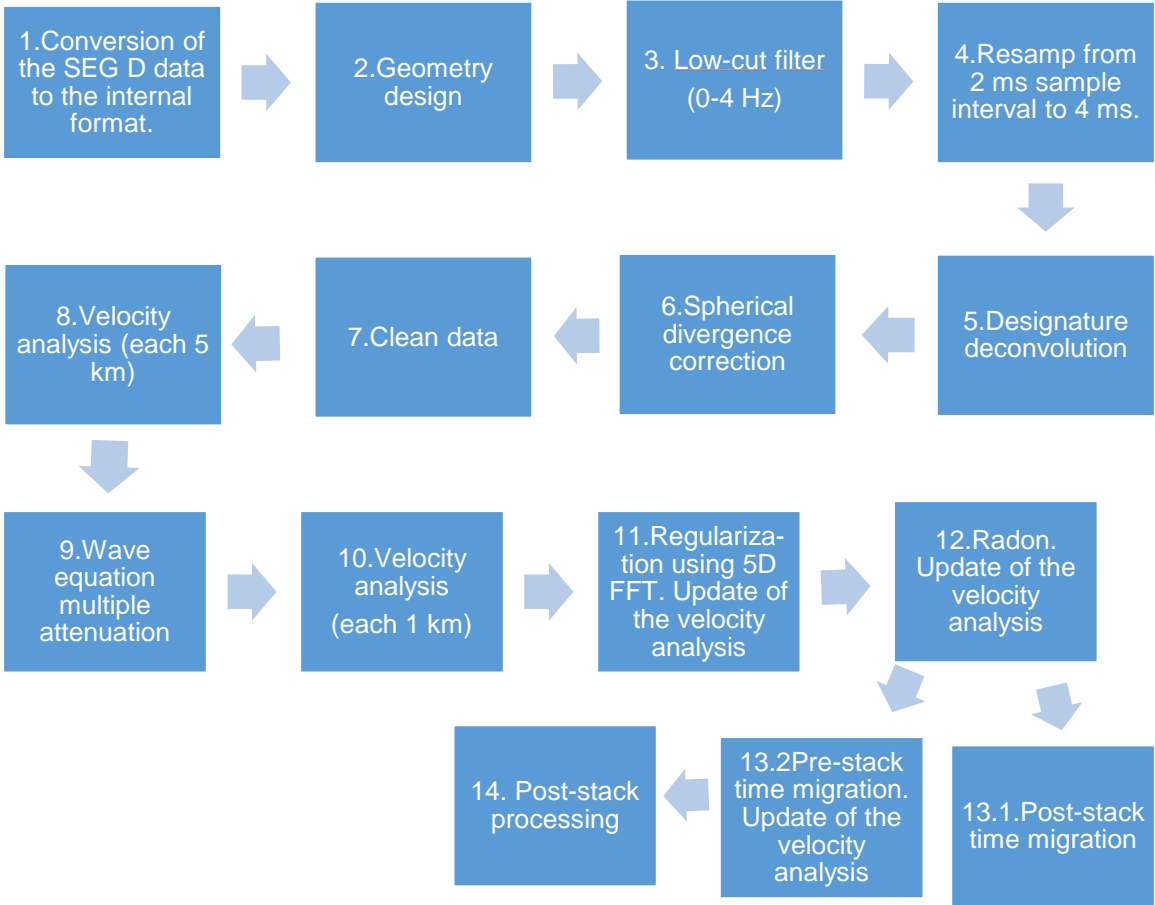 1.Conversion of
the SEG D data
to the internal
format.
2.Geometry
design
3. Low-cut filter
(0-4 Hz)
4.Resamp from
2 ms sample
interval to 4 ms.
5.Designature
deconvolution
6.Spherical
divergence
correction
7.Clean data
8.Velocity
analysis (each 5
km)
9.Wave
equation
multiple
attenuation
10.Velocity
analysis
(each 1 km)
11.Regulariza-
tion using 5D
FFT. Update of
the velocity
analysis
12.Radon.
Update of the
velocity
analysis
13.1.Post-stack
time migration
13.2Pre-stack
time migration.
Update of the
velocity
analysis
14. Post-stack
processing